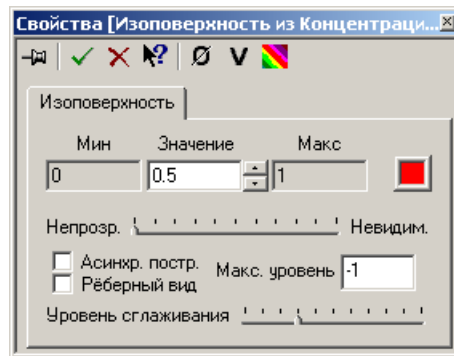 Свойства [Изоповерхность из Концентраци...
V
Изоповерхность
Мин Значение Макс
0 0.5 1
Непрозр. Невидим.
Асинхр. постр. Макс. уровень -1
Рёберный вид
Уровень сглаживания